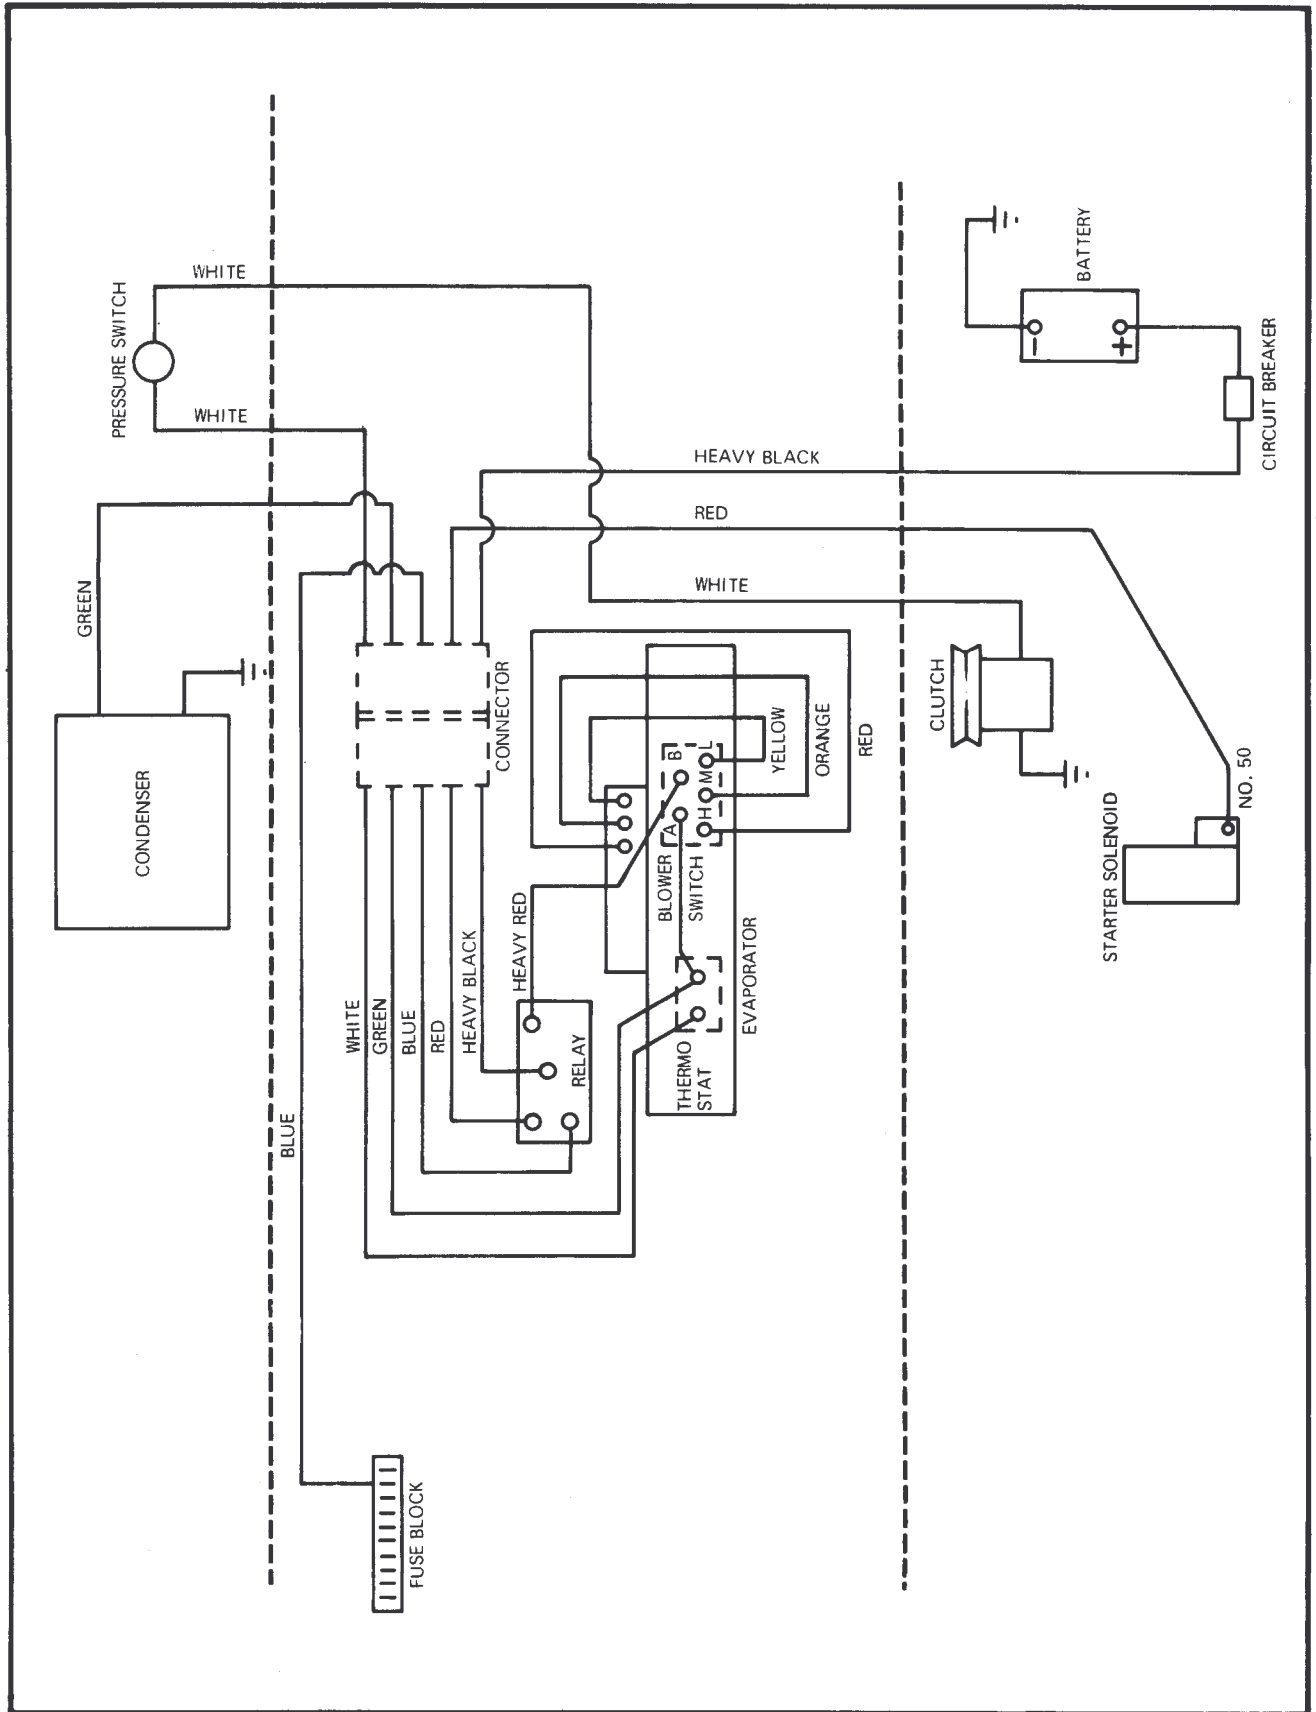 PRESSURE SWITCH
WHITE
WHITE
GREEN
CONDENSER
BLUE
FUSE BLOCK
CONNECTOR
WHITE
GREEN
BLUE
RED
HEAVY BLACK
HEAVY RED
RELAY
BLOWER
SWITCH
A
B
H
M
L
YELLOW
ORANGE
RED
THERMO
STAT
EVAPORATOR
HEAVY BLACK
RED
WHITE
BATTERY
−
+
CIRCUIT BREAKER
CLUTCH
STARTER SOLENOID
NO. 50